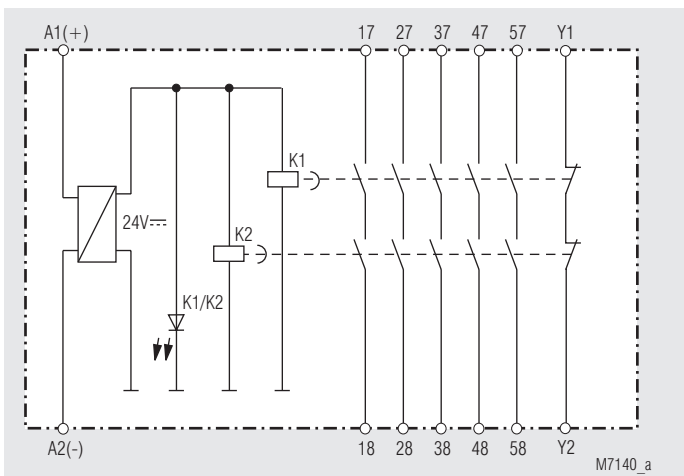 A1(+) 17 27 37 47 57 Y1
K1
24V
K2
K1/K2
A2(-) 18 28 38 48 58 Y2
M7140_a